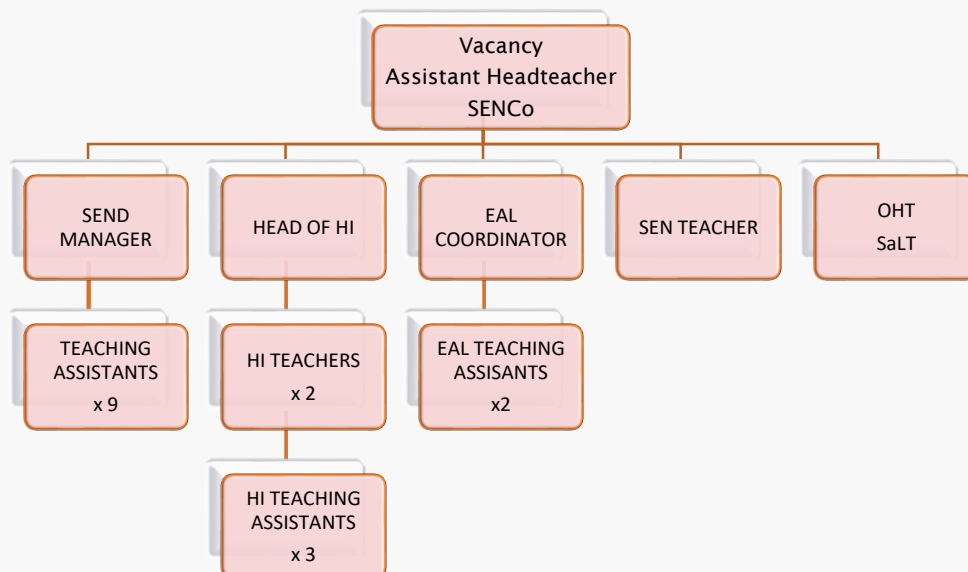 Vacancy
Assistant Headteacher
SENCo
SEND
MANAGER
HEAD OF HI
EAL
COORDINATOR
SEN TEACHER
OHT
SaLT
TEACHING
ASSISTANTS
x 9
HI TEACHERS
x 2
EAL TEACHING
ASSISANTS
x2
HI TEACHING
ASSISTANTS
x 3